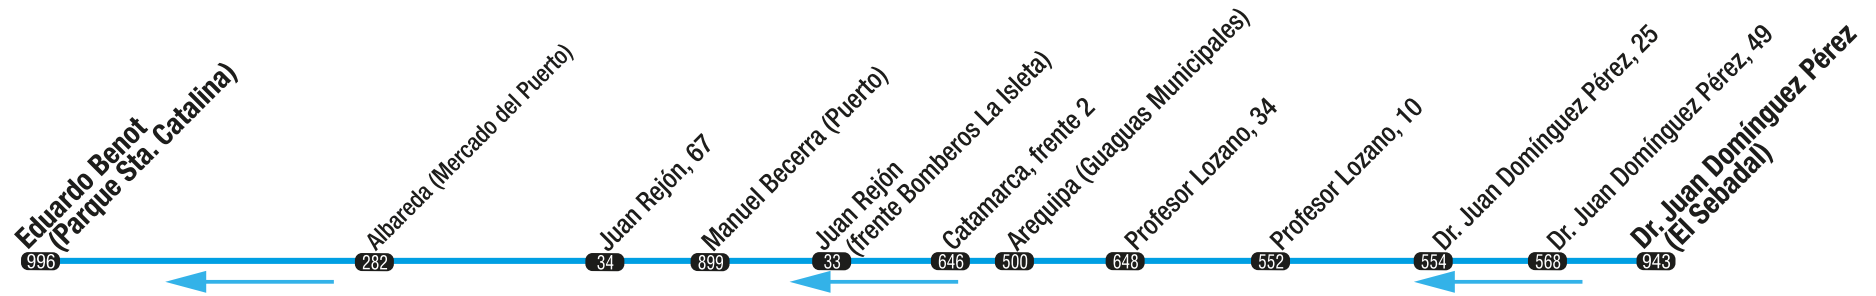 Eduardo Benot
(Parque Sta. Catalina)
996
Albareda (Mercado del Puerto)
282
Juan Rejón, 67
34
Manuel Becerra (Puerto)
899
Juan Rejón
(frente Bomberos La Isleta)
33
Catamarca, frente 2
646
Arequipa (Guaguas Municipales)
500
Profesor Lozano, 34
648
Profesor Lozano, 10
552
Dr. Juan Domínguez Pérez, 25
554
Dr. Juan Domínguez Pérez, 49
568
Dr. Juan Domínguez Pérez
(El Sebadal)
943